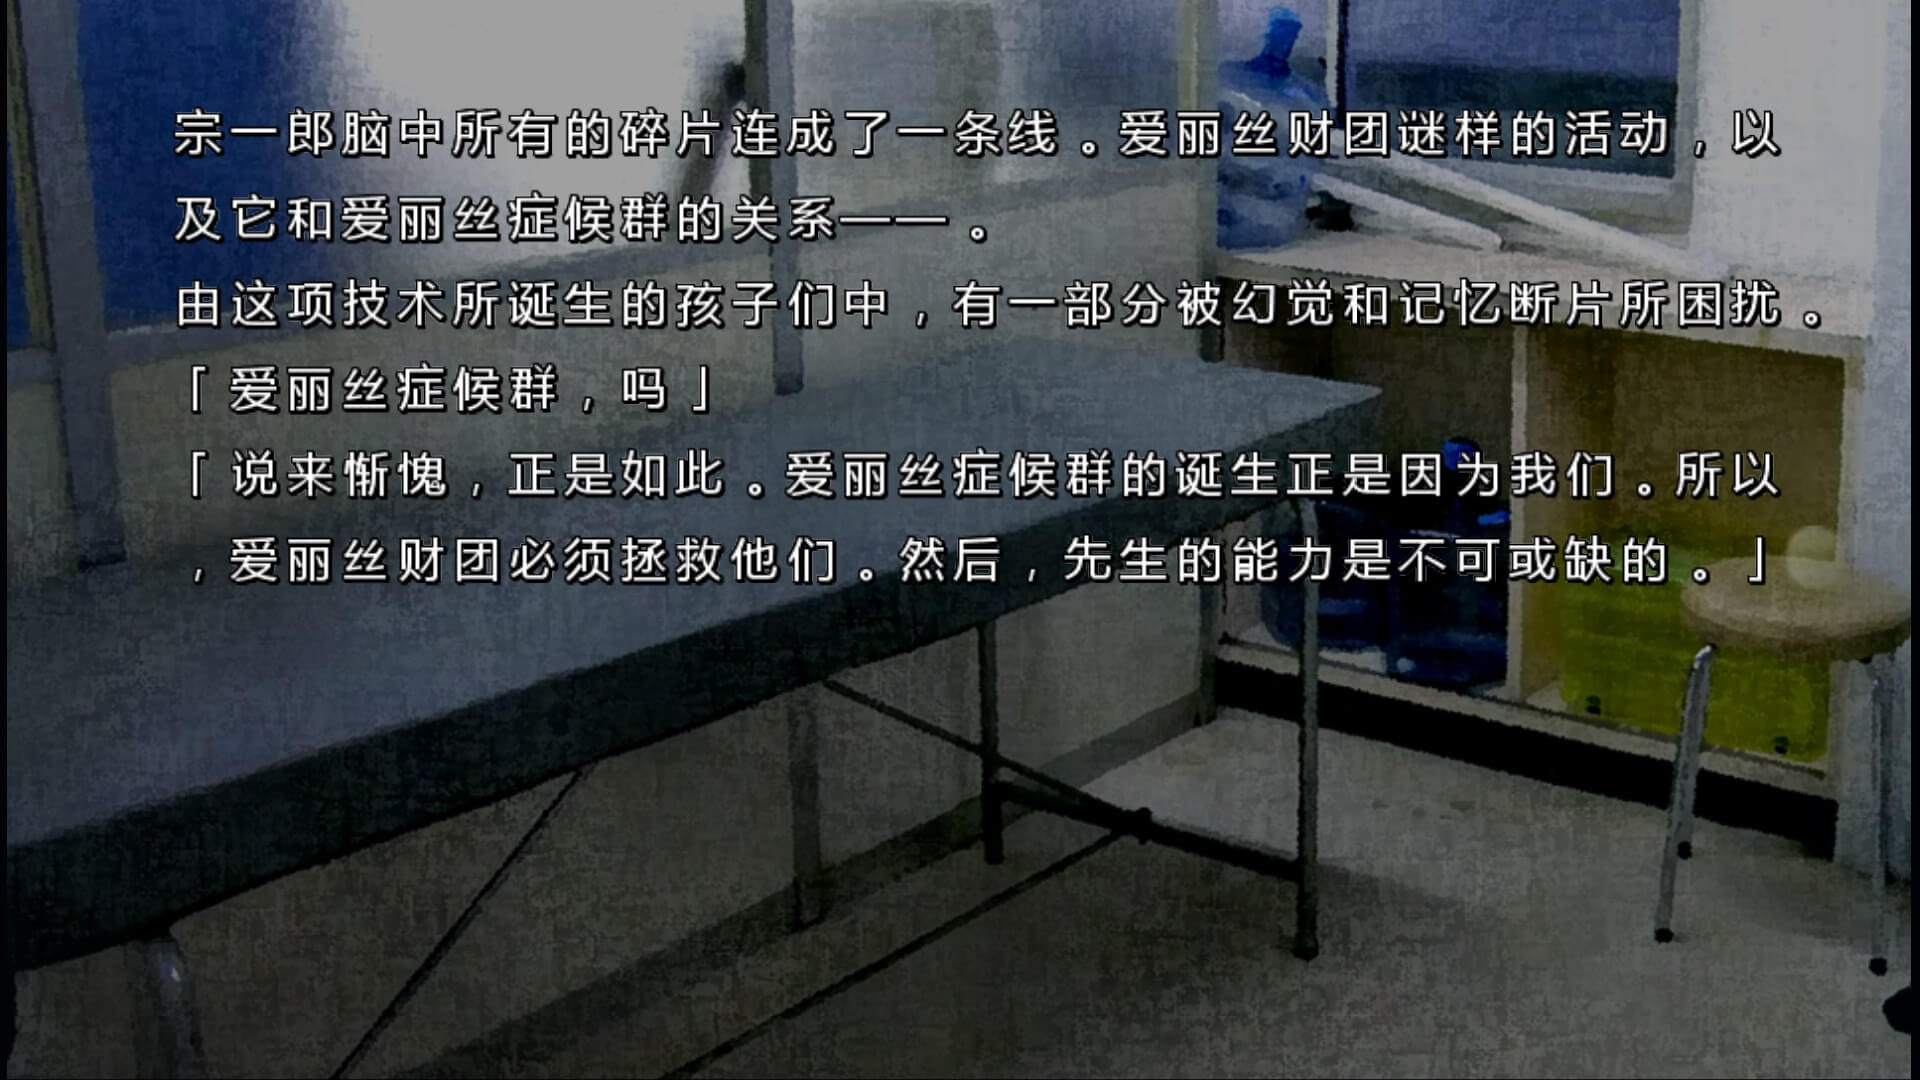 宗一郎脑中所有的碎片连成了一条线。爱丽丝财团谜样的活动，以
及它和爱丽丝症候群的关系——。
由这项技术所诞生的孩子们中，有一部分被幻觉和记忆断片所困扰。
「爱丽丝症候群，吗」
「说来惭愧，正是如此。爱丽丝症候群的诞生正是因为我们。所以
，爱丽丝财团必须拯救他们。然后，先生的能力是不可或缺的。」